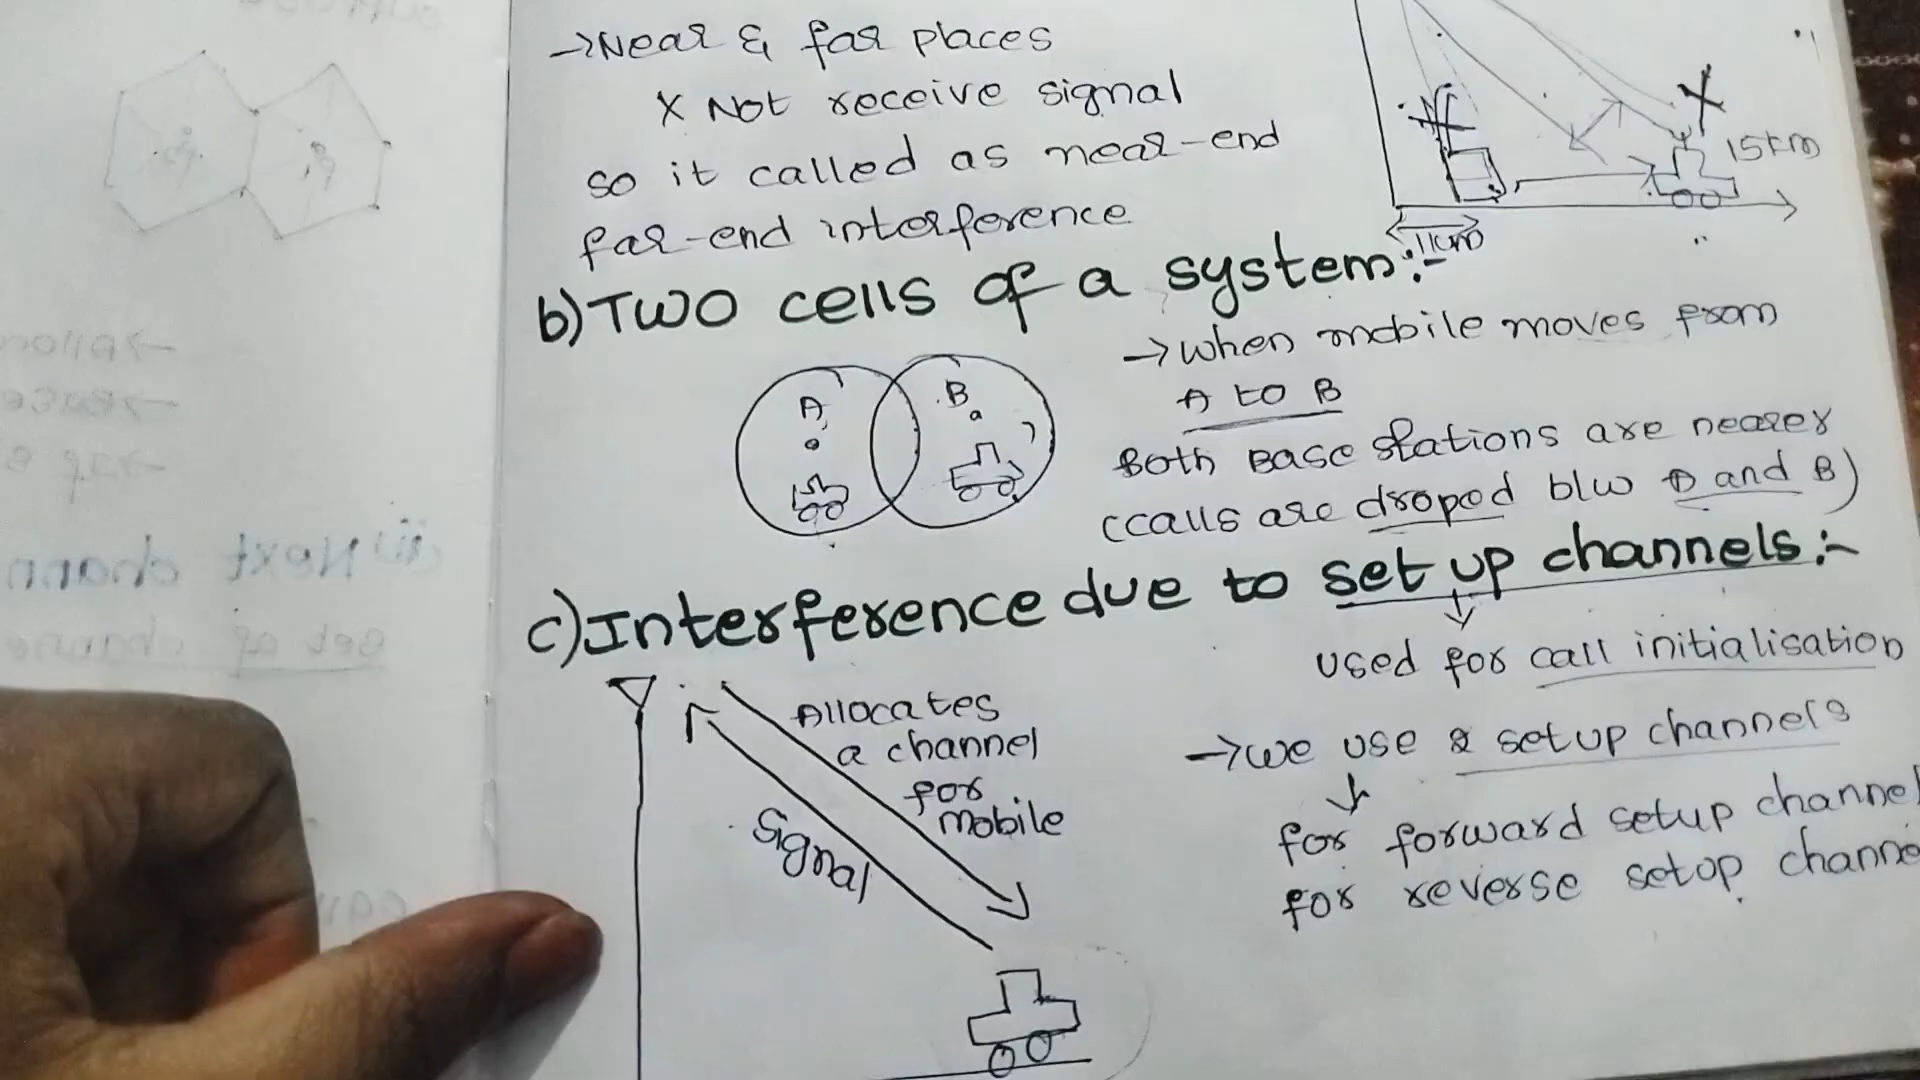 →Near & far places
X Not receive signal
so it called as near-end
far-end interference
15km
1km
b)Two cells of a system:-
A
B
→when mobile moves from
A to B
Both Base stations are nearer
(calls are droped b/w A and B)
c)Interference due to set up channels:-
used for call initialisation
Allocates
a channel
for
mobile
signal
→we use 2 setup channels
for forward setup channel
for reverse setop channe